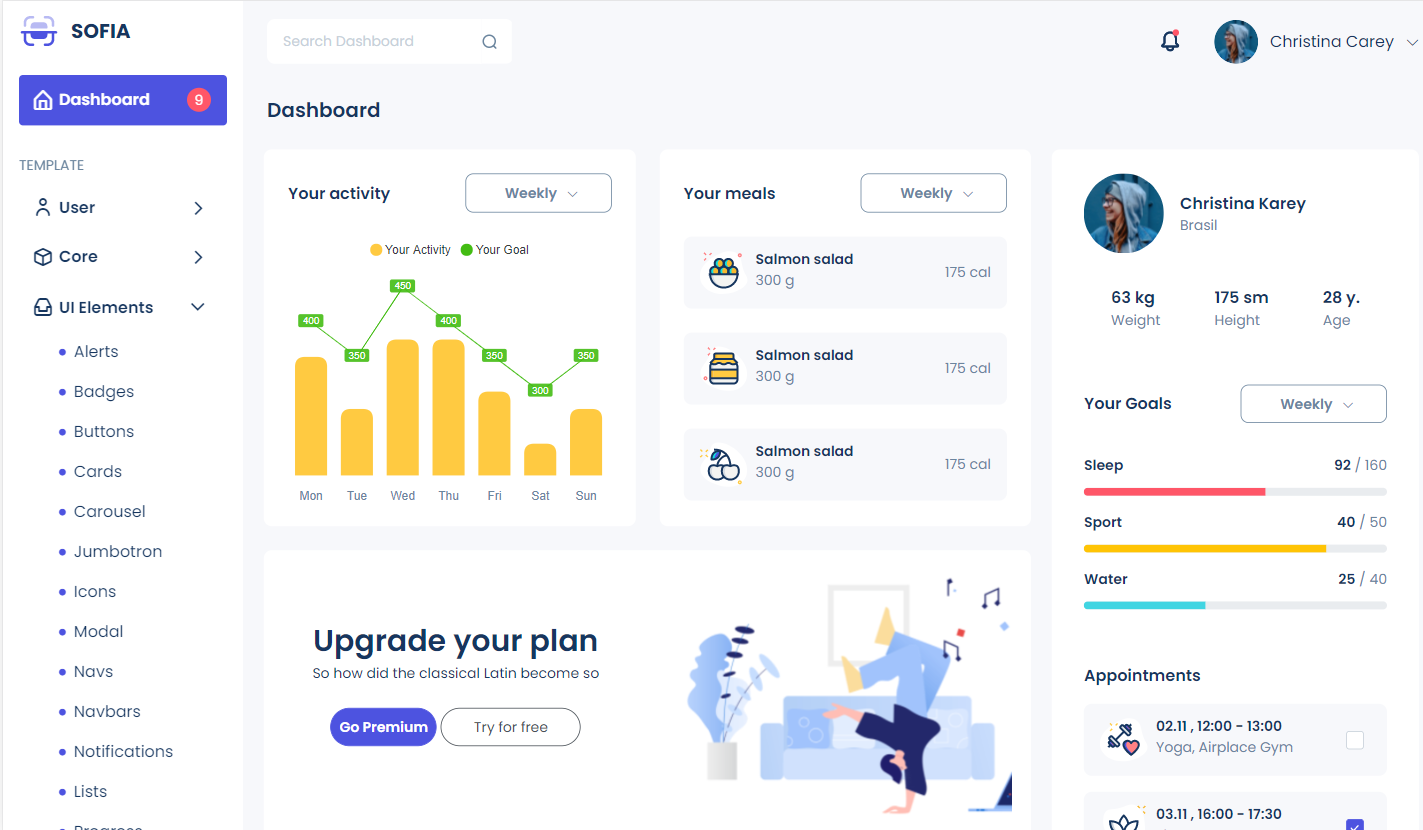 SOFIA
Search Dashboard
Christina Carey
Dashboard 9
TEMPLATE
User
Core
UI Elements
Alerts
Badges
Buttons
Cards
Carousel
Jumbotron
Icons
Modal
Navs
Navbars
Notifications
Lists
Progress
Dashboard
Your activity
Weekly
Your Activity Your Goal
400 350 450 400 350 300 350
Mon Tue Wed Thu Fri Sat Sun
Your meals
Weekly
Salmon salad
300 g
175 cal
Salmon salad
300 g
175 cal
Salmon salad
300 g
175 cal
Upgrade your plan
So how did the classical Latin become so
Go Premium
Try for free
Christina Karey
Brasil
63 kg 175 sm 28 y.
Weight Height Age
Your Goals
Weekly
Sleep 92 / 160
Sport 40 / 50
Water 25 / 40
Appointments
02.11 , 12:00 - 13:00
Yoga, Airplace Gym
03.11 , 16:00 - 17:30